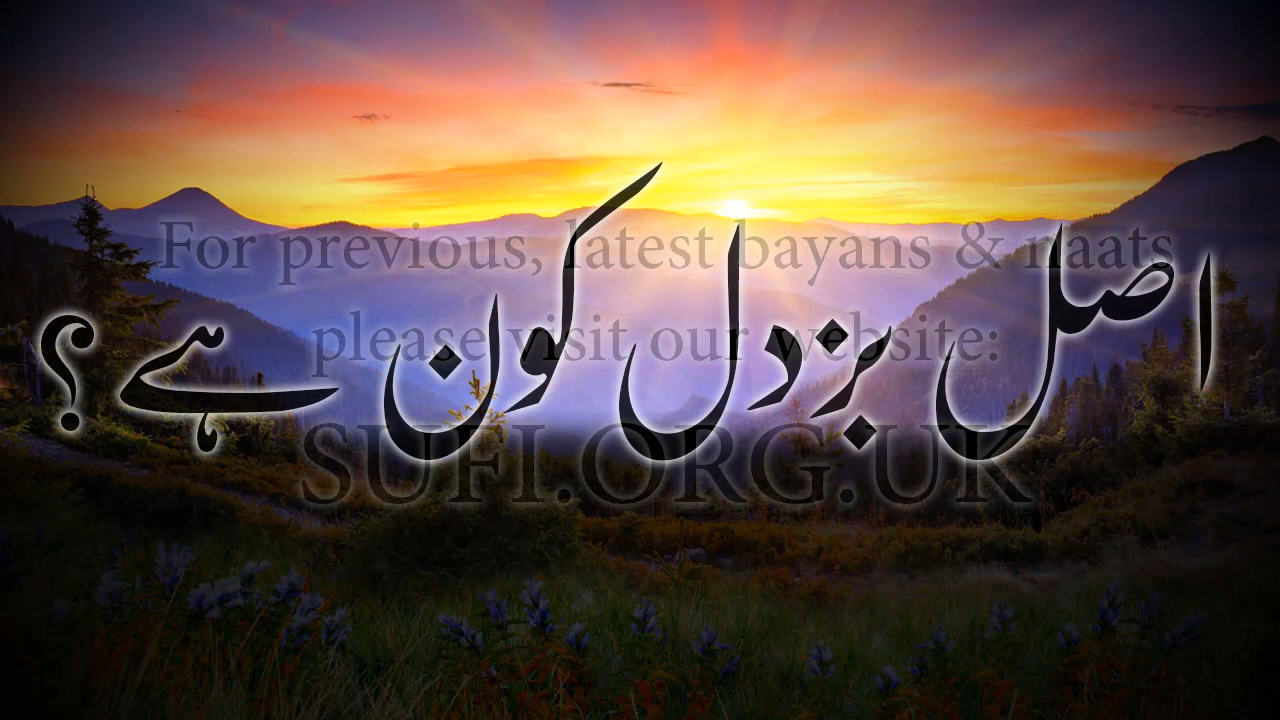 For previous, latest bayans & naats
اصل بزدل کون ہے؟
please visit our website:
SUFI.ORG.UK